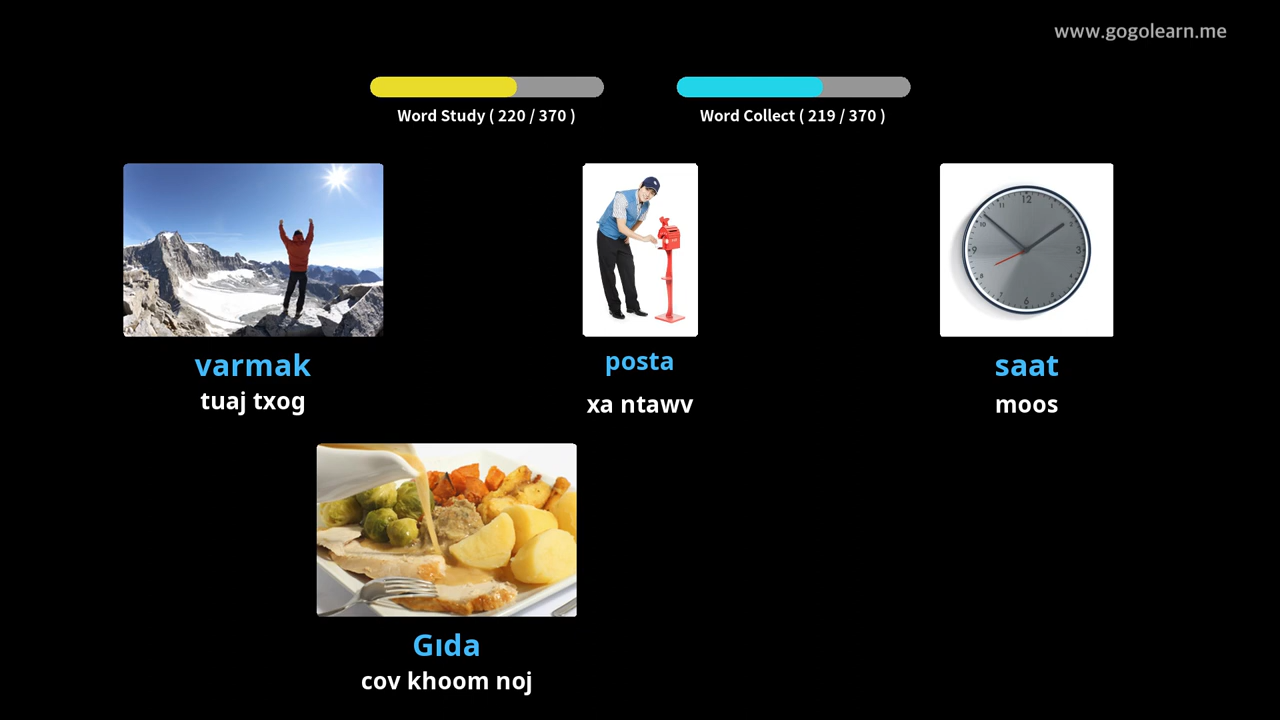 www.gogolearn.me
Word Study ( 220 / 370 )
Word Collect ( 219 / 370 )
varmak
tuaj txog
posta
xa ntawv
saat
moos
Gıda
cov khoom noj